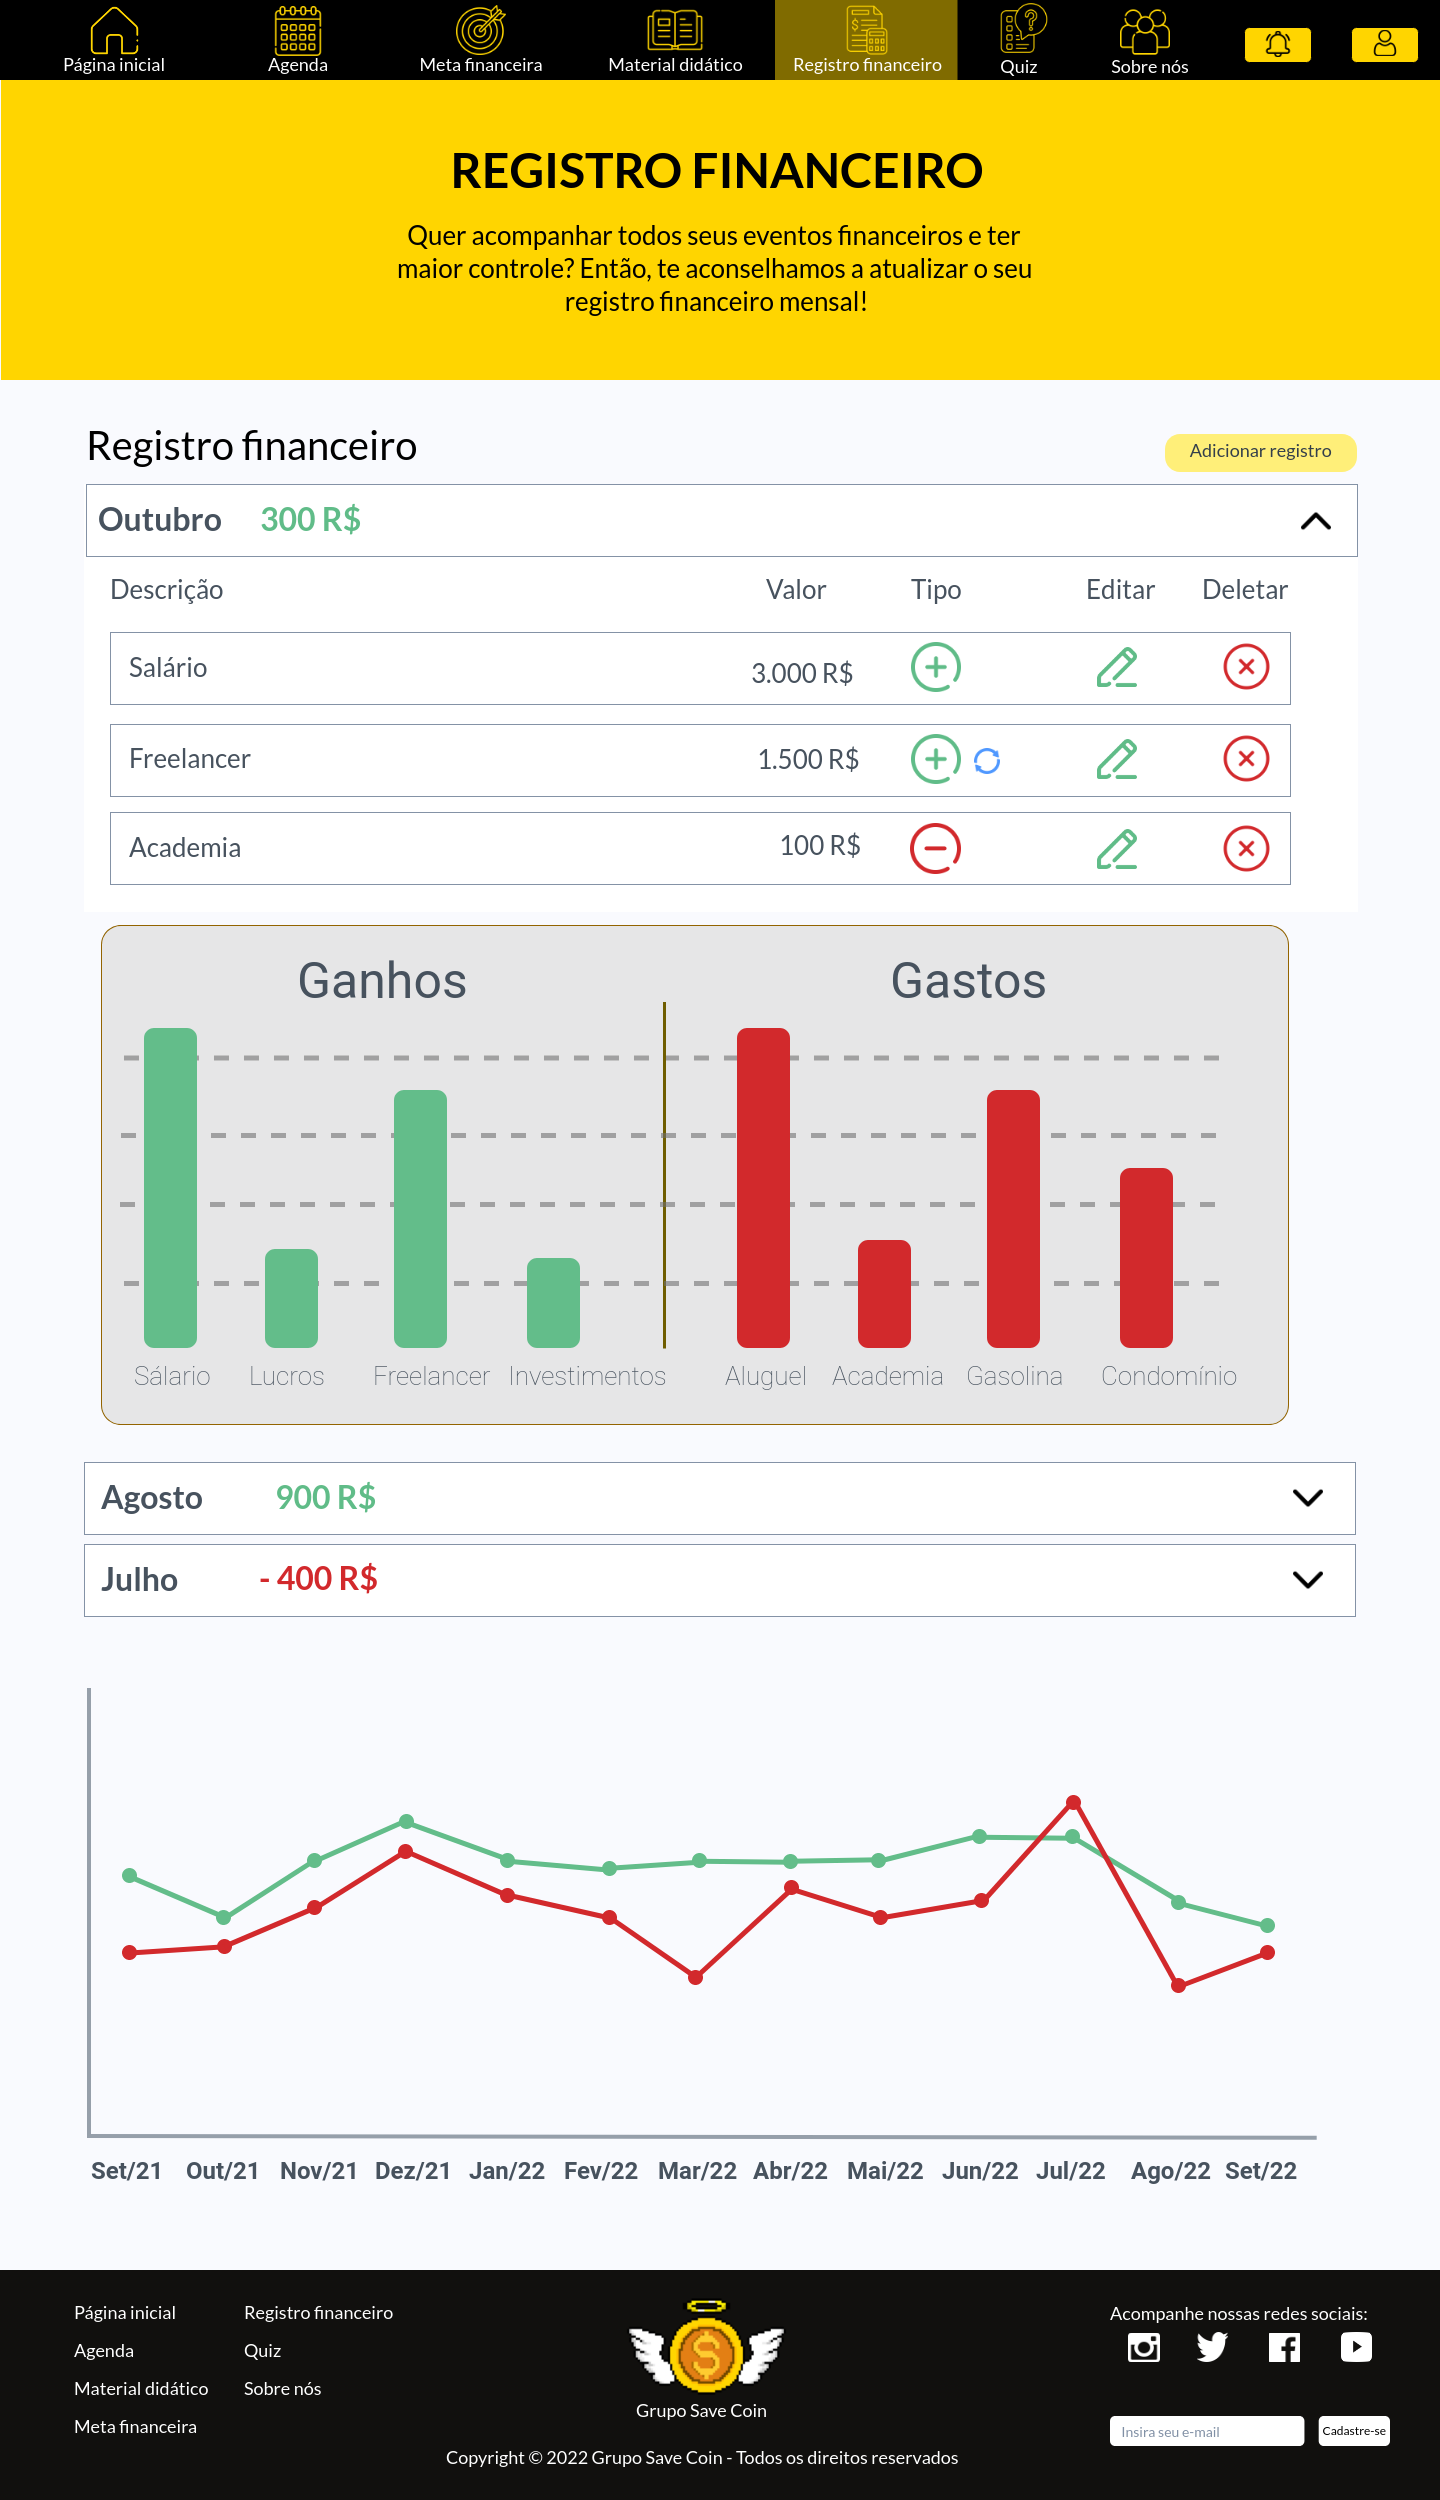 Página inicial
Agenda
Meta financeira
Material didático
Registro financeiro
Quiz
Sobre nós
REGISTRO FINANCEIRO
Quer acompanhar todos seus eventos financeiros e ter
maior controle? Então, te aconselhamos a atualizar o seu
registro financeiro mensal!
Registro financeiro
Adicionar registro
Outubro 300 R$
Descrição Valor Tipo Editar Deletar
Salário 3.000 R$
Freelancer 1.500 R$
Academia 100 R$
Ganhos Gastos
Sálario Lucros Freelancer Investimentos Aluguel Academia Gasolina Condomínio
Agosto 900 R$
Julho - 400 R$
Set/21 Out/21 Nov/21 Dez/21 Jan/22 Fev/22 Mar/22 Abr/22 Mai/22 Jun/22 Jul/22 Ago/22 Set/22
Página inicial
Agenda
Material didático
Meta financeira
Registro financeiro
Quiz
Sobre nós
Grupo Save Coin
Copyright © 2022 Grupo Save Coin - Todos os direitos reservados
Acompanhe nossas redes sociais:
Insira seu e-mail
Cadastre-se